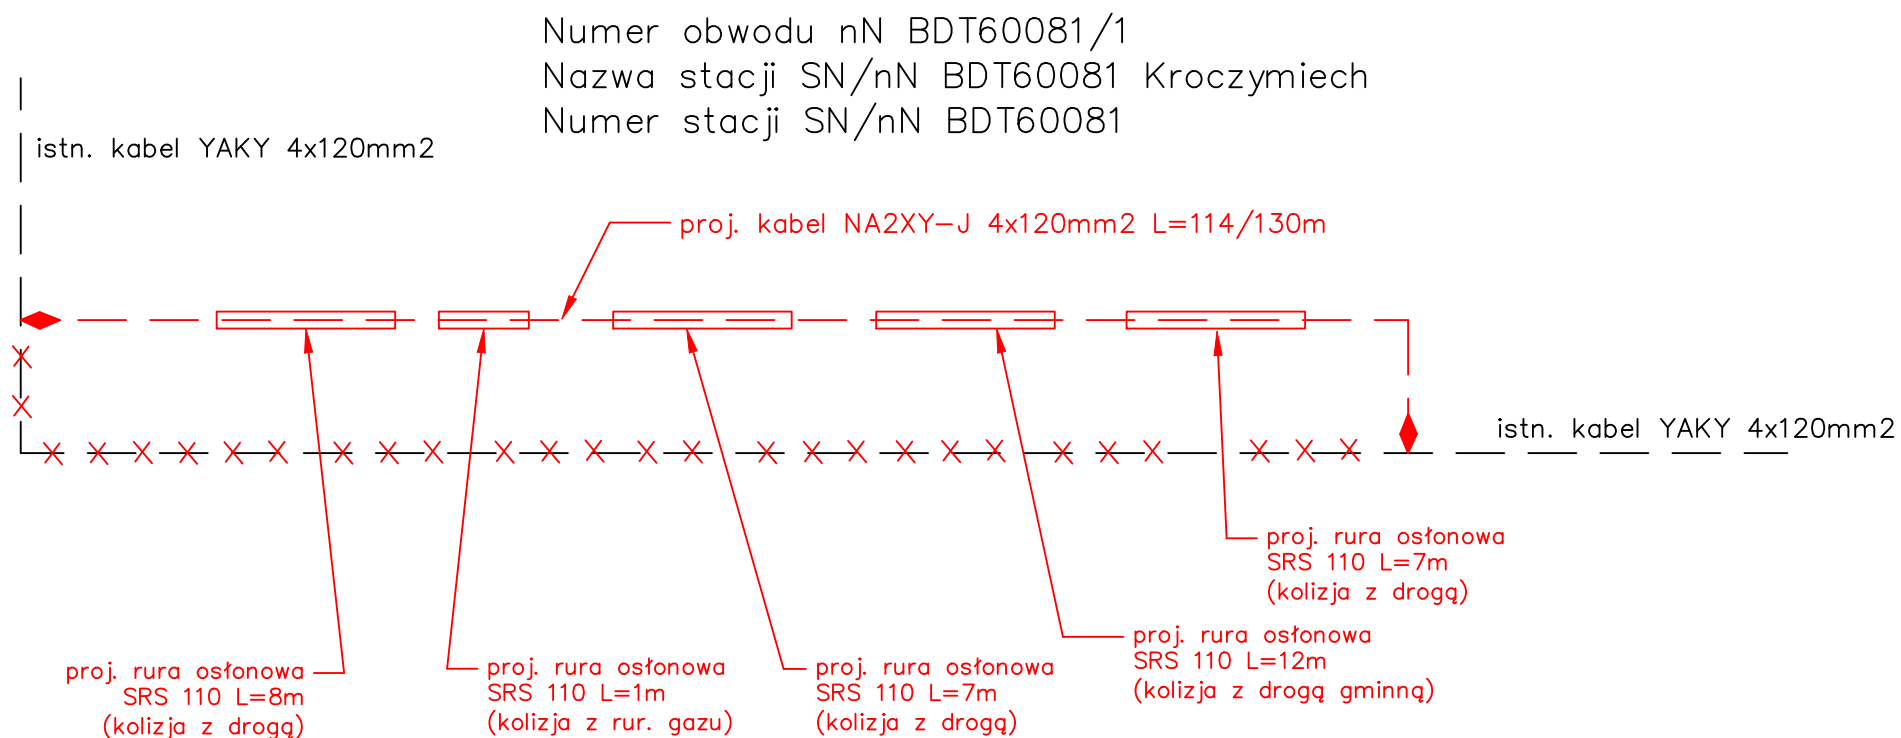 Numer obwodu nN BDT60081/1
Nazwa stacji SN/nN BDT60081 Kroczymiech
Numer stacji SN/nN BDT60081
istn. kabel YAKY 4x120mm2
proj. kabel NA2XY-J 4x120mm2 L=114/130m
istn. kabel YAKY 4x120mm2
proj. rura osłonowa
SRS 110 L=7m
(kolizja z drogą)
proj. rura osłonowa
SRS 110 L=12m
(kolizja z drogą gminną)
proj. rura osłonowa
SRS 110 L=8m
(kolizja z drogą)
proj. rura osłonowa
SRS 110 L=1m
(kolizja z rur. gazu)
proj. rura osłonowa
SRS 110 L=7m
(kolizja z drogą)